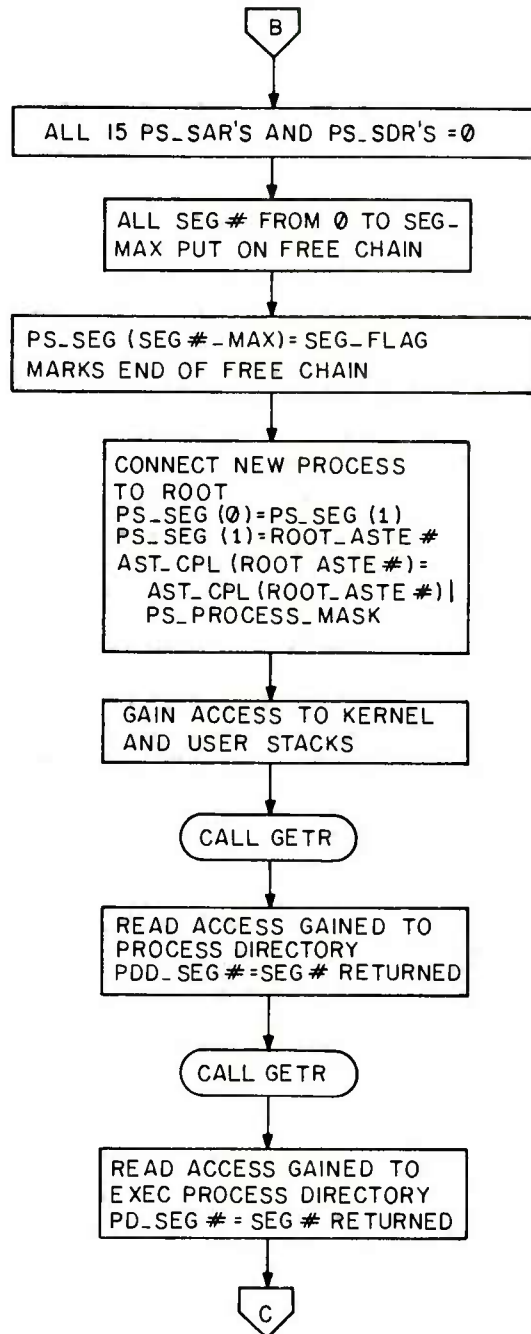 B
ALL 15 PS_SAR'S AND PS_SDR'S =0
ALL SEG # FROM 0 TO SEG_
MAX PUT ON FREE CHAIN
PS_SEG (SEG #_MAX)= SEG_FLAG
MARKS END OF FREE CHAIN
CONNECT NEW PROCESS
TO ROOT
PS_SEG (0)=PS_SEG (1)
PS_SEG (1)=ROOT_ASTE #
AST_CPL (ROOT ASTE #)=
AST_CPL (ROOT_ASTE #)|
PS_PROCESS_MASK
GAIN ACCESS TO KERNEL
AND USER STACKS
CALL GETR
READ ACCESS GAINED TO
PROCESS DIRECTORY
PDD_SEG #=SEG # RETURNED
CALL GETR
READ ACCESS GAINED TO
EXEC PROCESS DIRECTORY
PD_SEG # = SEG # RETURNED
C